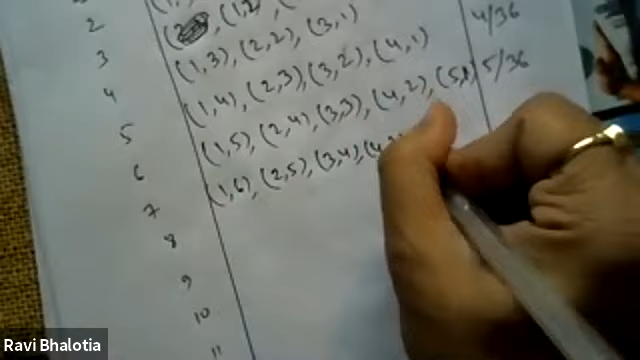 2 (1,2)
3 (1,3), (2,2), (3,1)
4 (1,4), (2,3), (3,2), (4,1) 4/36
5 (1,5), (2,4), (3,3), (4,2), (5,1) 5/36
6 (1,6), (2,5), (3,4), (4,
7
8
9
10
11
Ravi Bhalotia